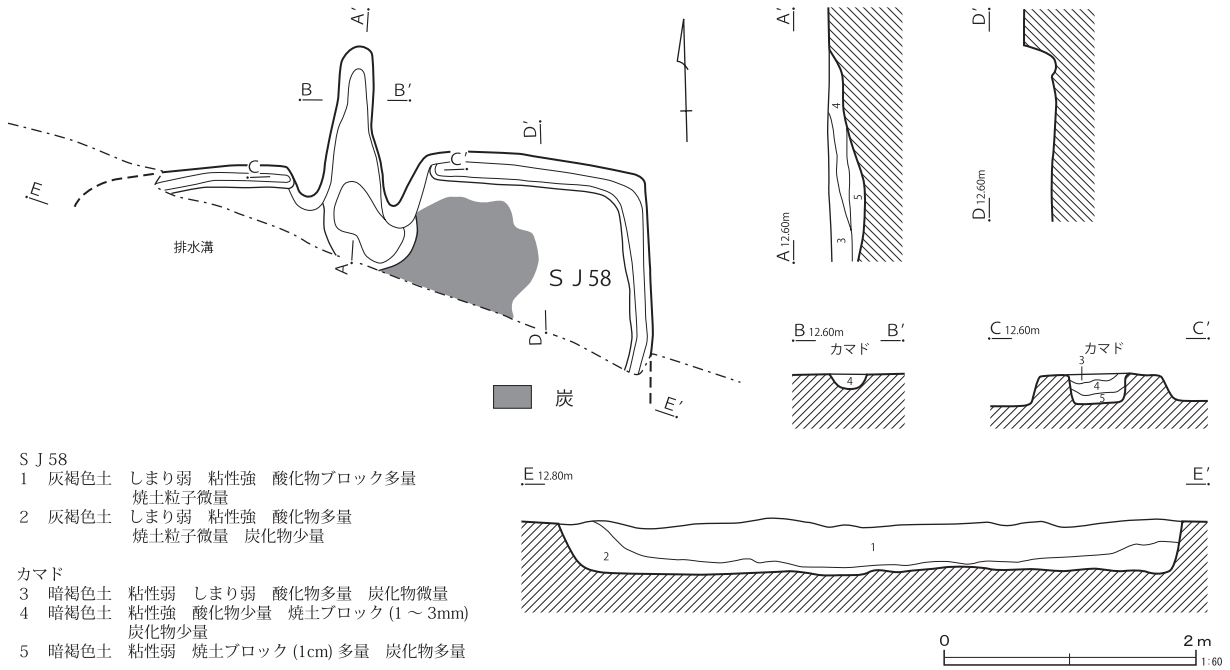 A′
B
B′
C
C′
D′
E
排水溝
A
ＳＪ58
D
E′
炭
A′
4
5
3
A 12.60m
D′
D 12.60m
B 12.60m
B′
カマド
4
C 12.60m
C′
カマド
3
4
5
E 12.80m
E′
1
2
ＳＪ58
1　灰褐色土　しまり弱　粘性強　酸化物ブロック多量
焼土粒子微量
2　灰褐色土　しまり弱　粘性強　酸化物多量
焼土粒子微量　炭化物少量
カマド
3　暗褐色土　粘性弱　しまり弱　酸化物多量　炭化物微量
4　暗褐色土　粘性強　酸化物少量　焼土ブロック (1 ～ 3mm)
炭化物少量
5　暗褐色土　粘性弱　焼土ブロック (1cm) 多量　炭化物多量
0
2 m
1:60